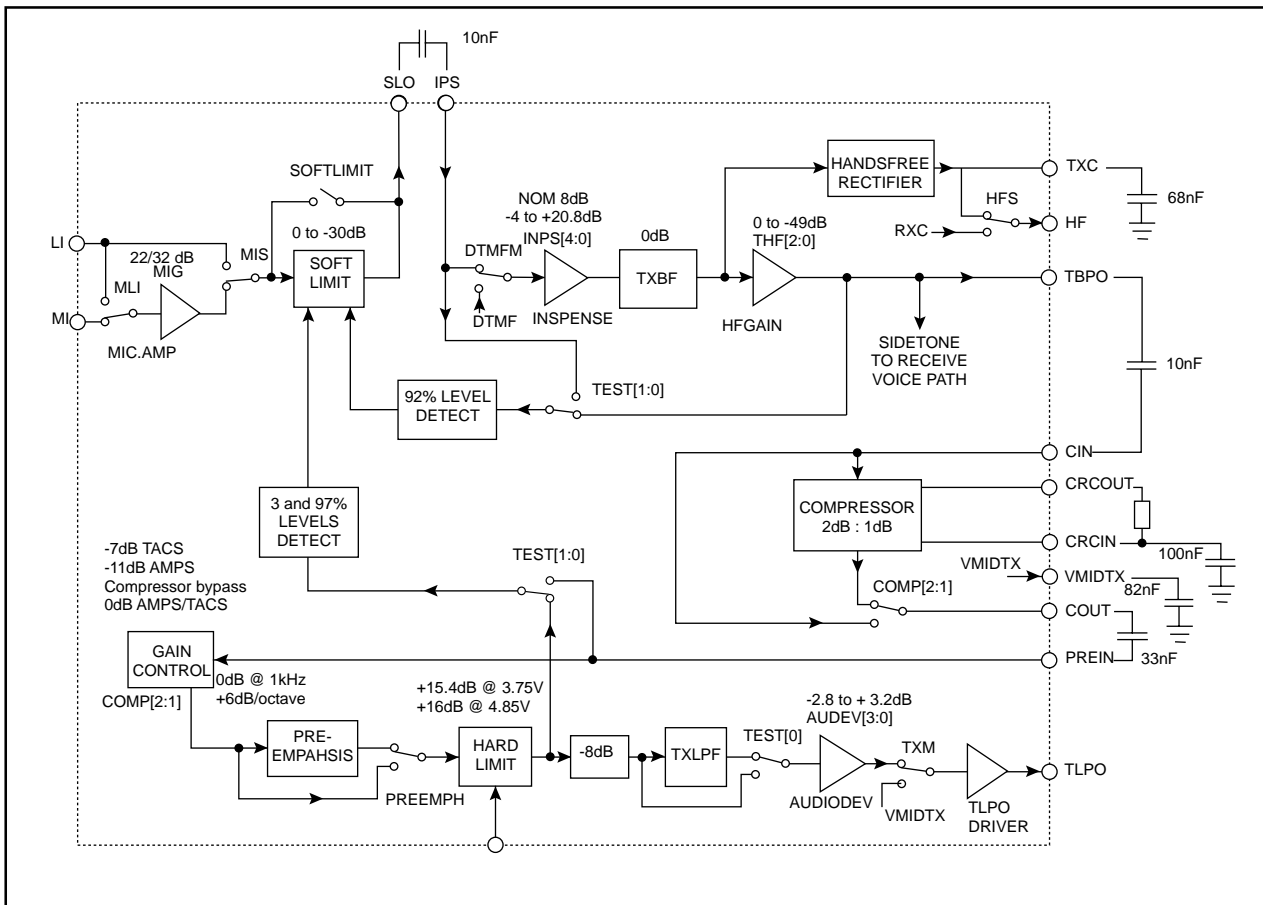 10nF
SLO
IPS
SOFTLIMIT
HANDSFREE
RECTIFIER
TXC
68nF
HFS
HF
RXC
NOM 8dB
-4 to +20.8dB
INPS[4:0]
0 to -49dB
THF[2:0]
0dB
LI
22/32 dB
MIG
MIS
0 to -30dB
SOFT
LIMIT
MLI
MI
MIC.AMP
DTMFM
DTMF
INSPENSE
TXBF
HFGAIN
TBPO
SIDETONE
TO RECEIVE
VOICE PATH
10nF
92% LEVEL
DETECT
TEST[1:0]
CIN
COMPRESSOR
2dB : 1dB
CRCOUT
CRCIN
100nF
3 and 97%
LEVELS
DETECT
TEST[1:0]
-7dB TACS
-11dB AMPS
Compressor bypass
0dB AMPS/TACS
VMIDTX
VMIDTX
82nF
COMP[2:1]
COUT
PREIN
33nF
GAIN
CONTROL
COMP[2:1]
0dB @ 1kHz
+6dB/octave
+15.4dB @ 3.75V
+16dB @ 4.85V
-2.8 to + 3.2dB
AUDEV[3:0]
PRE-
EMPAHSIS
PREEMPH
HARD
LIMIT
-8dB
TXLPF
TEST[0]
AUDIODEV
TXM
VMIDTX
TLPO
DRIVER
TLPO